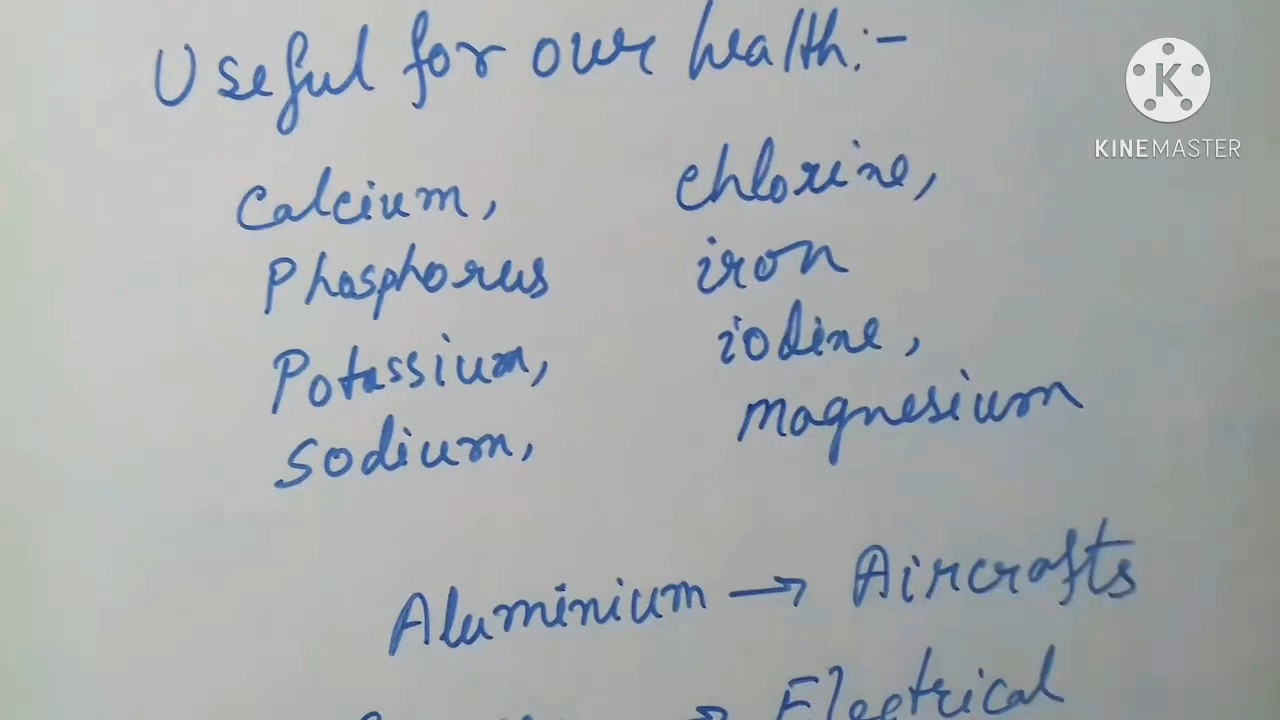 Useful for our health:-
K
KINEMASTER
Calcium, chlorine,
Phosphorus iron
Potassium, iodine,
Sodium, Magnesium
Aluminium → Aircrafts
→ Electrical